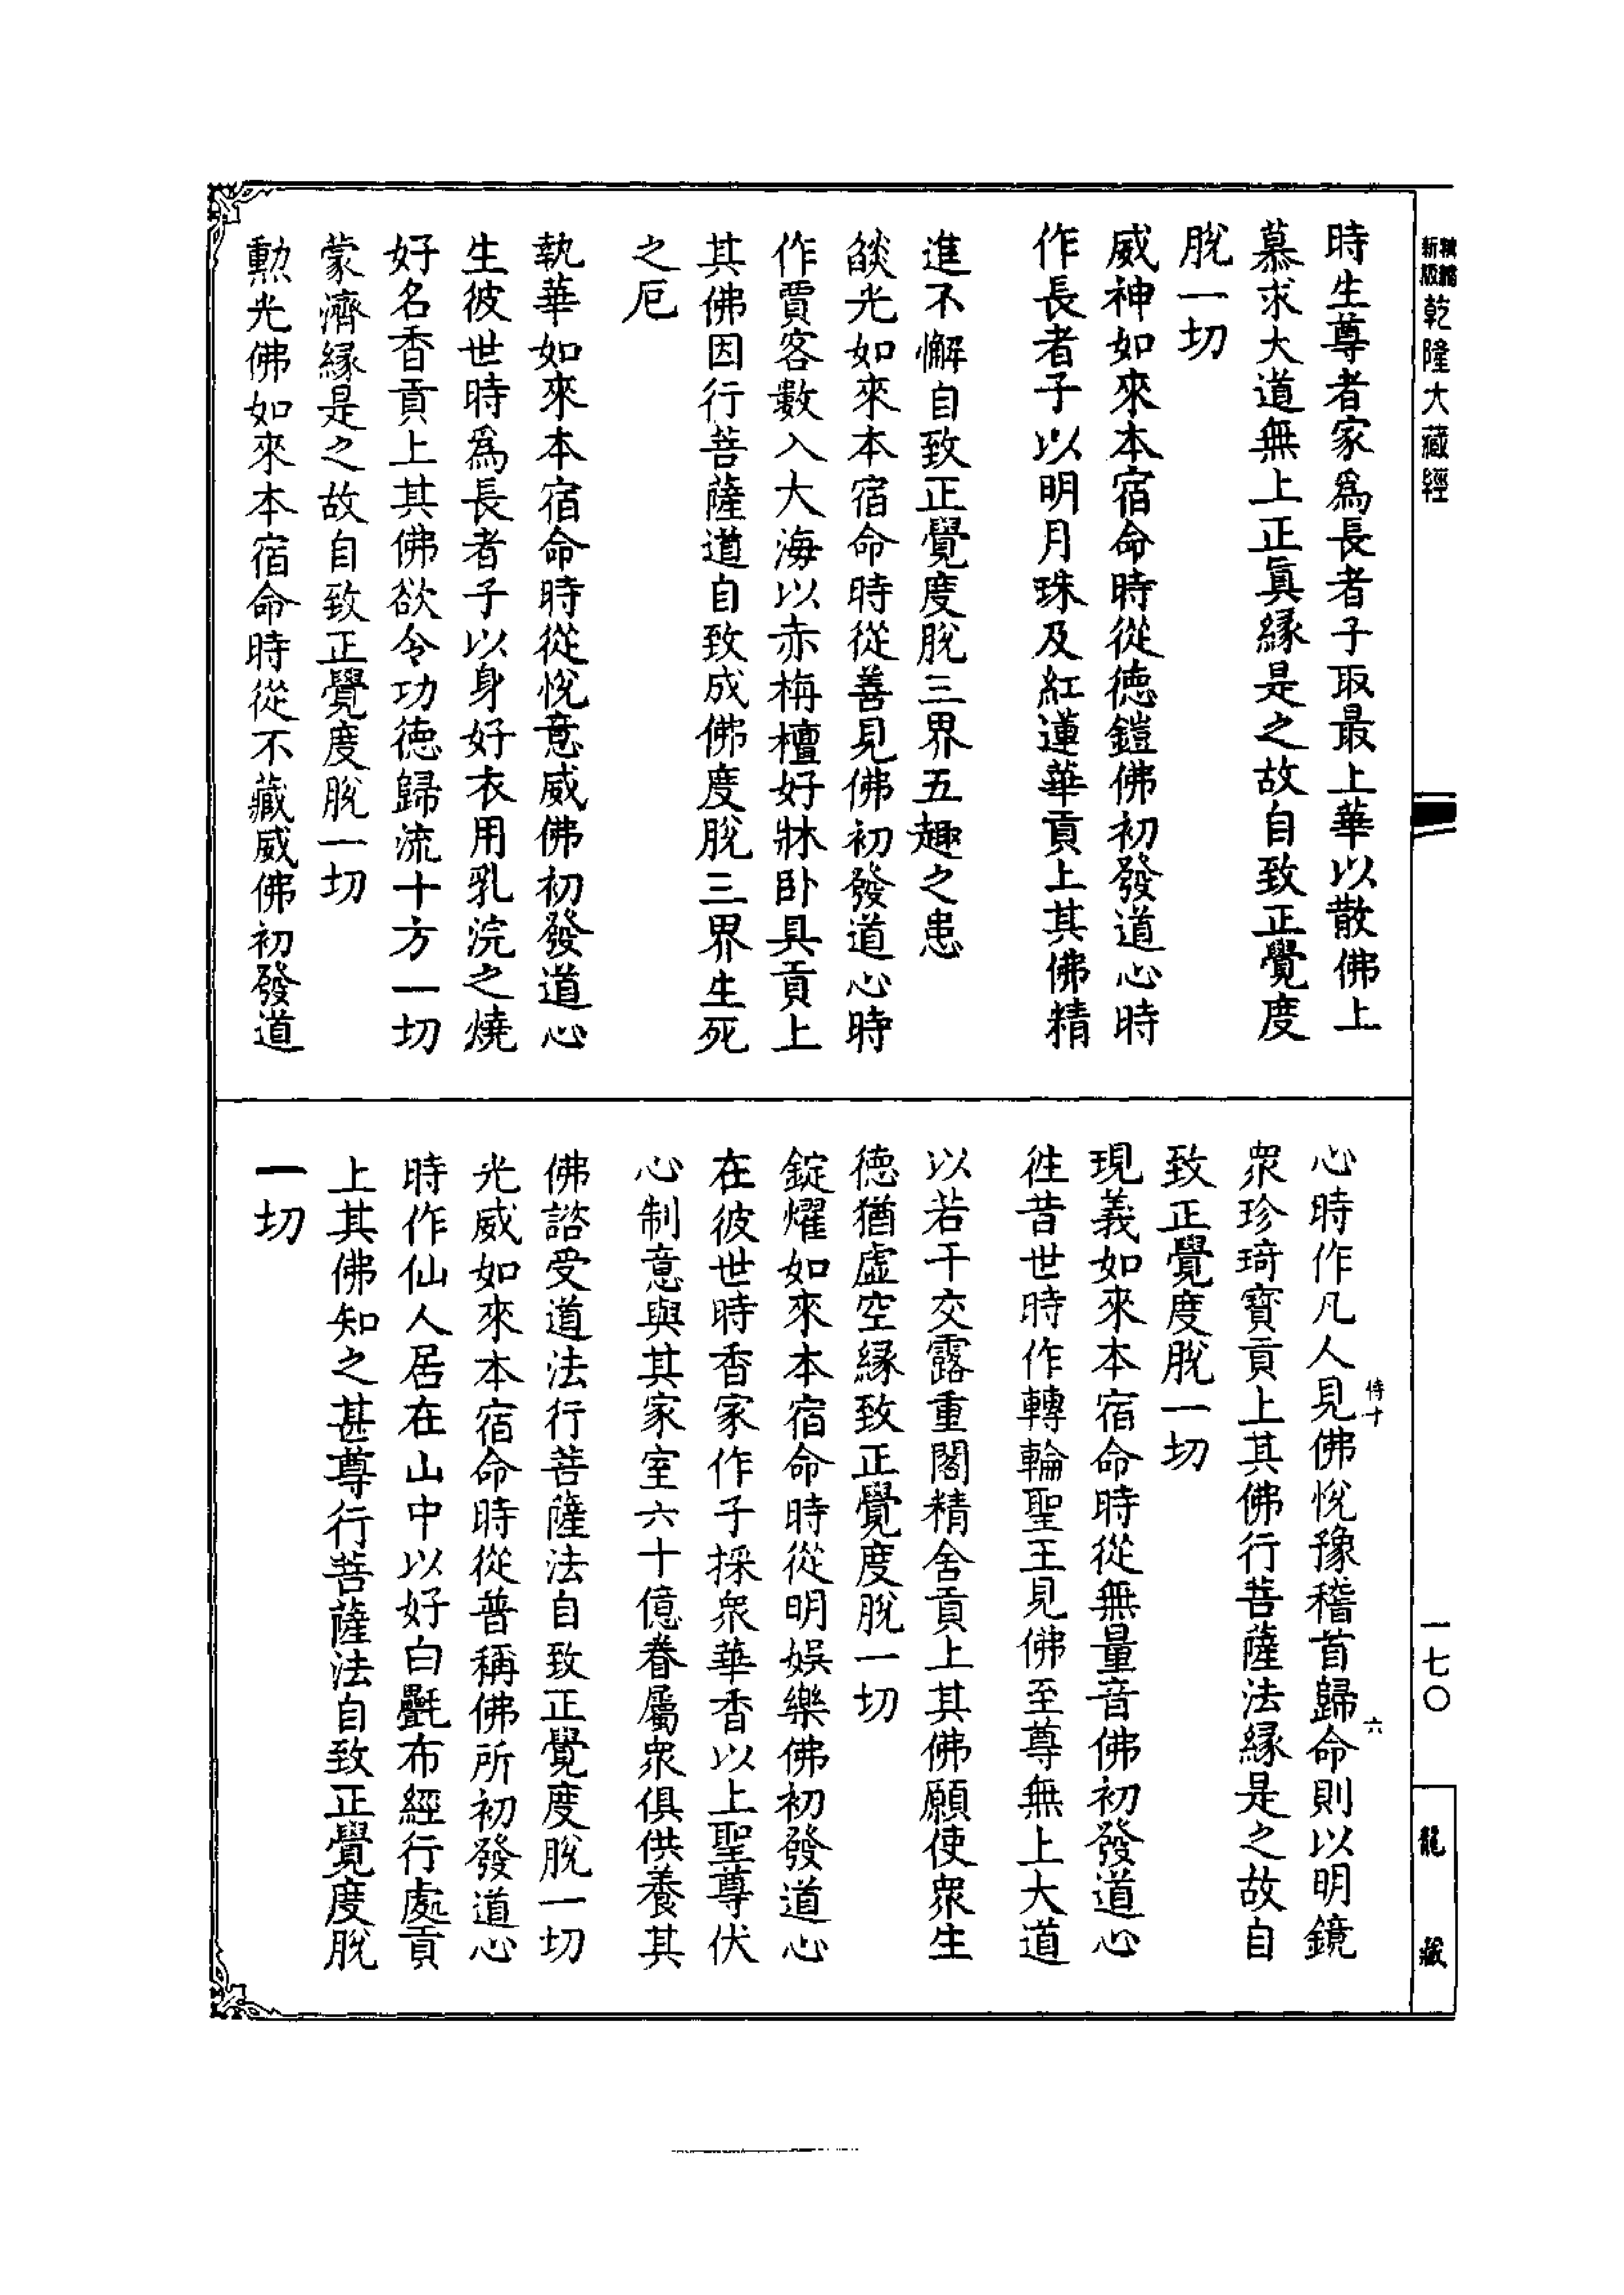 時生尊者家爲長者子取最上華以散佛上
慕求大道無上正真縁是之故自致正覺度
脫一切
威神如來本宿命時從徳鎧佛初發道心時
作長者子以明月珠及紅蓮華貢上其佛精
進不懈自致正覺度脫三界五趣之患
燄光如來本宿命時從善見佛初發道心時
作賈客數入大海以赤栴檀好牀卧具貢上
其佛因行菩薩道自致成佛度脫三界生死
之厄
執華如來本宿命時從悅意威佛初發道心
生彼世時爲長者子以身好衣用乳浣之燒
好名香貢上其佛欲令功徳歸流十方一切
蒙濟縁是之故自致正覺度脫一切
勲光佛如來本宿命時從不藏威佛初發道
心時作凡人見佛悅豫稽首歸命則以明鏡
衆珍琦寳貢上其佛行菩薩法縁是之故自
致正覺度脫一切
現義如來本宿命時從無量音佛初發道心
徃昔世時作轉輪聖王見佛至尊無上大道
以若干交露重閣精舍貢上其佛願使衆生
徳猶虚空縁致正覺度脫一切
錠燿如來本宿命時從明娛樂佛初發道心
在彼世時香家作子採衆華香以上聖尊伏
心制意與其家室六十億眷屬衆俱供養其
佛諮受道法行菩薩法自致正覺度脫一切
光威如來本宿命時從普稱佛所初發道心
時作仙人居在山中以好白㲲布經行處貢
上其佛知之甚尊行菩薩法自致正覺度脫
一切
新版
乾隆大藏經
一七〇
龍藏
六